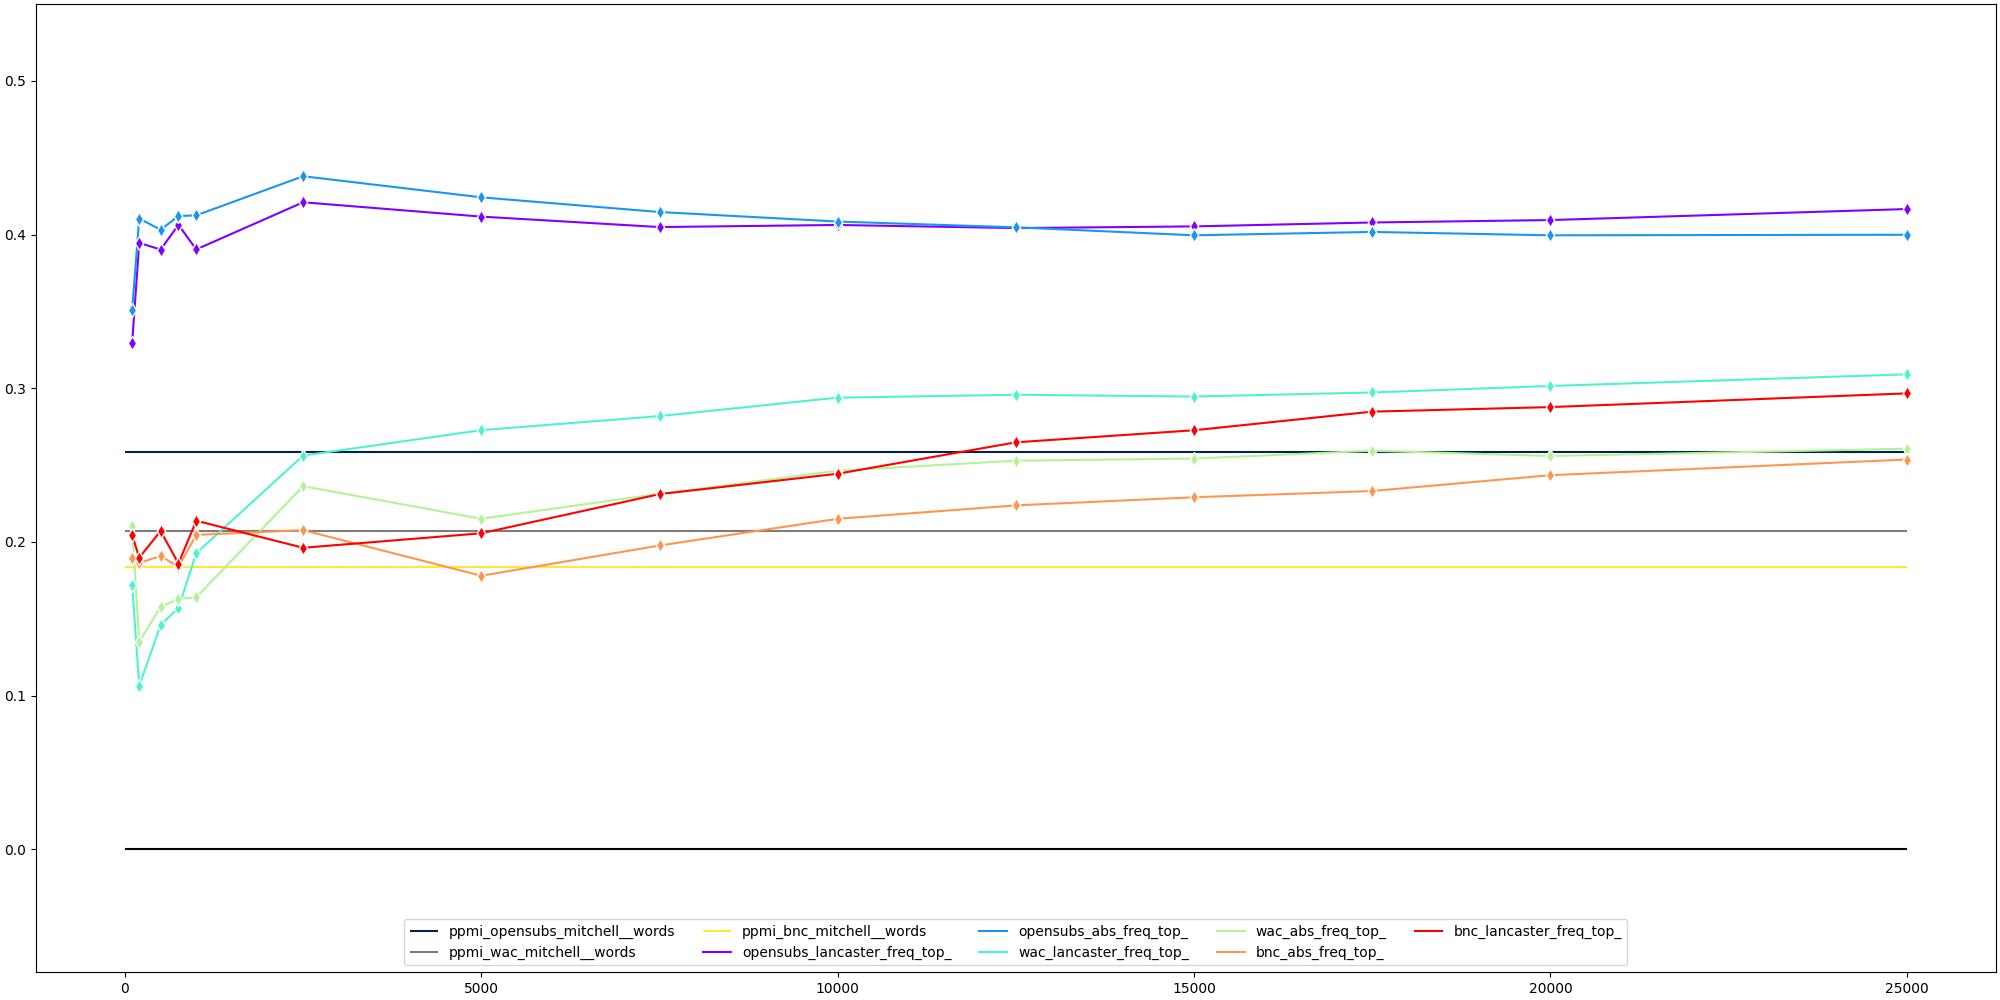 0.5
0.4
0.3
0.2
0.1
0.0
ppmi_opensubs_mitchell__words ppmi_bnc_mitchell__words opensubs_abs_freq_top_ wac_abs_freq_top_ bnc_lancaster_freq_top_
ppmi_wac_mitchell__words opensubs_lancaster_freq_top_ wac_lancaster_freq_top_ bnc_abs_freq_top_
0 5000 10000 15000 20000 25000